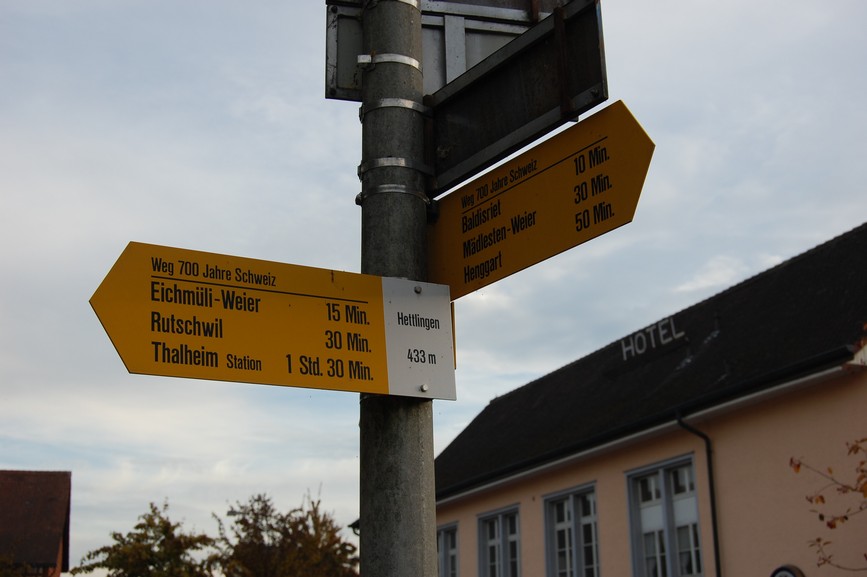 Weg 700 Jahre Schweiz
Eichmüli-Weier 15 Min.
Rutschwil 30 Min.
Thalheim Station 1 Std. 30 Min.
Hettlingen
433 m
Weg 700 Jahre Schweiz
Baldisriet 10 Min.
Mädlesten-Weier 30 Min.
Henggart 50 Min.
HOTEL